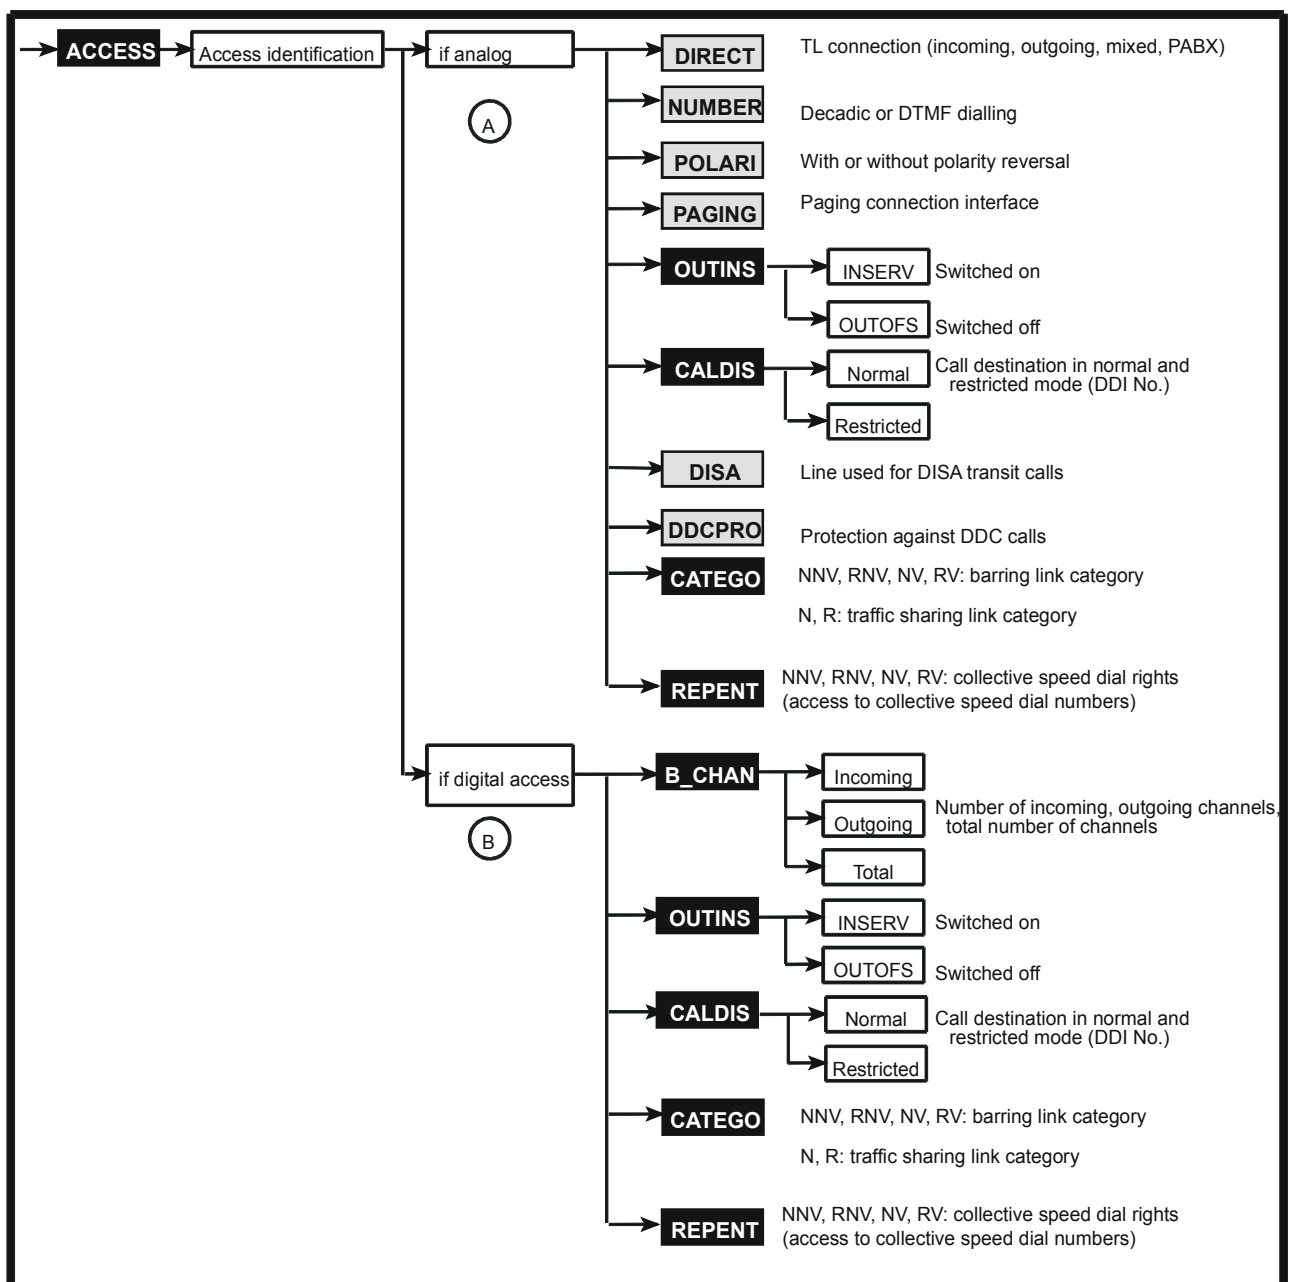 ACCESS
Access identification
if analog
A
DIRECT
TL connection (incoming, outgoing, mixed, PABX)
NUMBER
Decadic or DTMF dialling
POLARI
With or without polarity reversal
PAGING
Paging connection interface
OUTINS
INSERV
Switched on
OUTOFS
Switched off
CALDIS
Normal
Call destination in normal and
restricted mode (DDI No.)
Restricted
DISA
Line used for DISA transit calls
DDCPRO
Protection against DDC calls
CATEGO
NNV, RNV, NV, RV: barring link category
N, R: traffic sharing link category
REPENT
NNV, RNV, NV, RV: collective speed dial rights
(access to collective speed dial numbers)
if digital access
B
B_CHAN
Incoming
Outgoing
Number of incoming, outgoing channels,
total number of channels
Total
OUTINS
INSERV
Switched on
OUTOFS
Switched off
CALDIS
Normal
Call destination in normal and
restricted mode (DDI No.)
Restricted
CATEGO
NNV, RNV, NV, RV: barring link category
N, R: traffic sharing link category
REPENT
NNV, RNV, NV, RV: collective speed dial rights
(access to collective speed dial numbers)